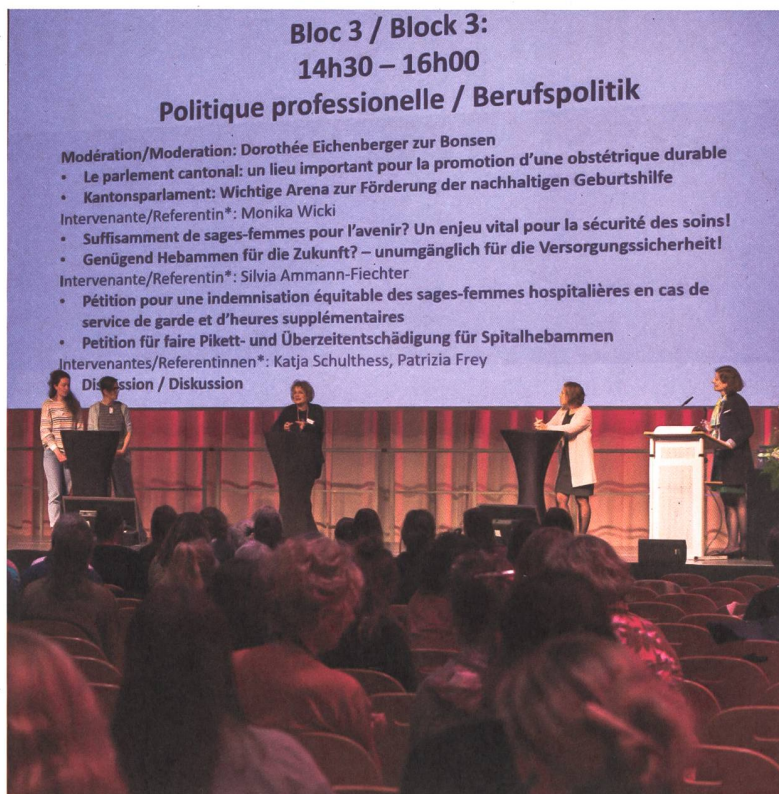 Bloc 3 / Block 3:
14h30 – 16h00
Politique professionelle / Berufspolitik
Modération/Moderation: Dorothée Eichenberger zur Bonsen
• Le parlement cantonal: un lieu important pour la promotion d'une obstétrique durable
• Kantonsparlament: Wichtige Arena zur Förderung der nachhaltigen Geburtshilfe
Intervenante/Referentin*: Monika Wicki
• Suffisamment de sages-femmes pour l'avenir? Un enjeu vital pour la sécurité des soins!
• Genügend Hebammen für die Zukunft? – unumgänglich für die Versorgungssicherheit!
Intervenante/Referentin*: Silvia Ammann-Fiechter
• Pétition pour une indemnisation équitable des sages-femmes hospitalières en cas de
service de garde et d'heures supplémentaires
• Petition für faire Pikett- und Überzeitentschädigung für Spitalhebammen
Intervenantes/Referentinnen*: Katja Schulthess, Patrizia Frey
/ Diskussion